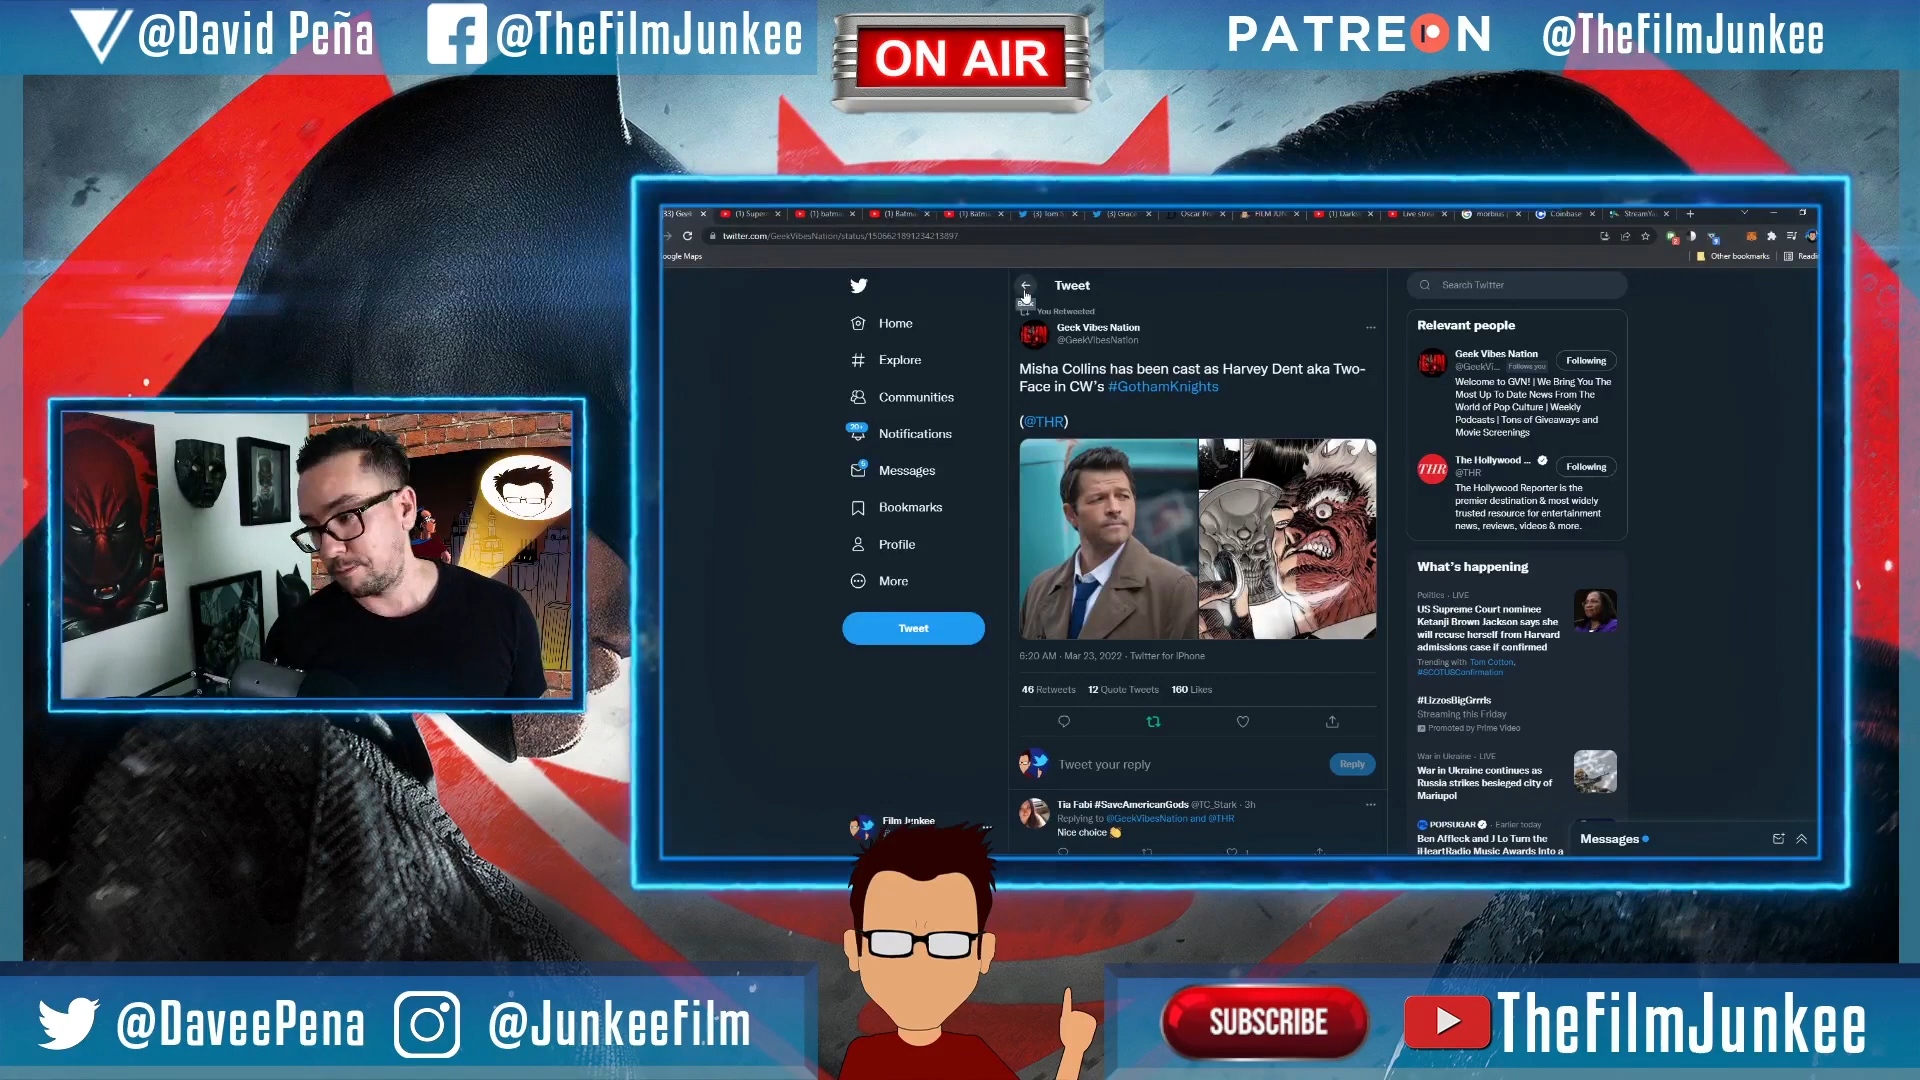 @David Peña
@TheFilmJunkee
ON AIR
PATREON
@TheFilmJunkee
twitter.com/GeekVibesNation/status/1506621891234213897
Other bookmarks
Home
Explore
Communities
20+
Notifications
Messages
Bookmarks
Profile
More
Tweet
Film Junkee
Tweet
You Retweeted
Geek Vibes Nation
@GeekVibesNation
Misha Collins has been cast as Harvey Dent aka Two-
Face in CW's #GothamKnights
(@THR)
6:20 AM · Mar 23, 2022 · Twitter for iPhone
46 Retweets 12 Quote Tweets 160 Likes
Tweet your reply
Reply
Tia Fabi #SaveAmericanGods @TC_Stark · 3h
Replying to @GeekVibesNation and @THR
Nice choice
Search Twitter
Relevant people
Geek Vibes Nation
@GeekVi... Follows you
Following
Welcome to GVN! | We Bring You The
Most Up To Date News From The
World of Pop Culture | Weekly
Podcasts | Tons of Giveaways and
Movie Screenings
The Hollywood ...
@THR
Following
The Hollywood Reporter is the
premier destination & most widely
trusted resource for entertainment
news, reviews, videos & more.
What's happening
Politics · LIVE
US Supreme Court nominee
Ketanji Brown Jackson says she
will recuse herself from Harvard
admissions case if confirmed
Trending with Tom Cotton,
#SCOTUSConfirmation
#LizzosBigGrrrls
Streaming this Friday
Promoted by Prime Video
War in Ukraine · LIVE
War in Ukraine continues as
Russia strikes besieged city of
Mariupol
POPSUGAR · Earlier today
Ben Affleck and J Lo Turn the
iHeartRadio Music Awards Into a
Messages
@DaveePena
@JunkeeFilm
SUBSCRIBE
TheFilmJunkee